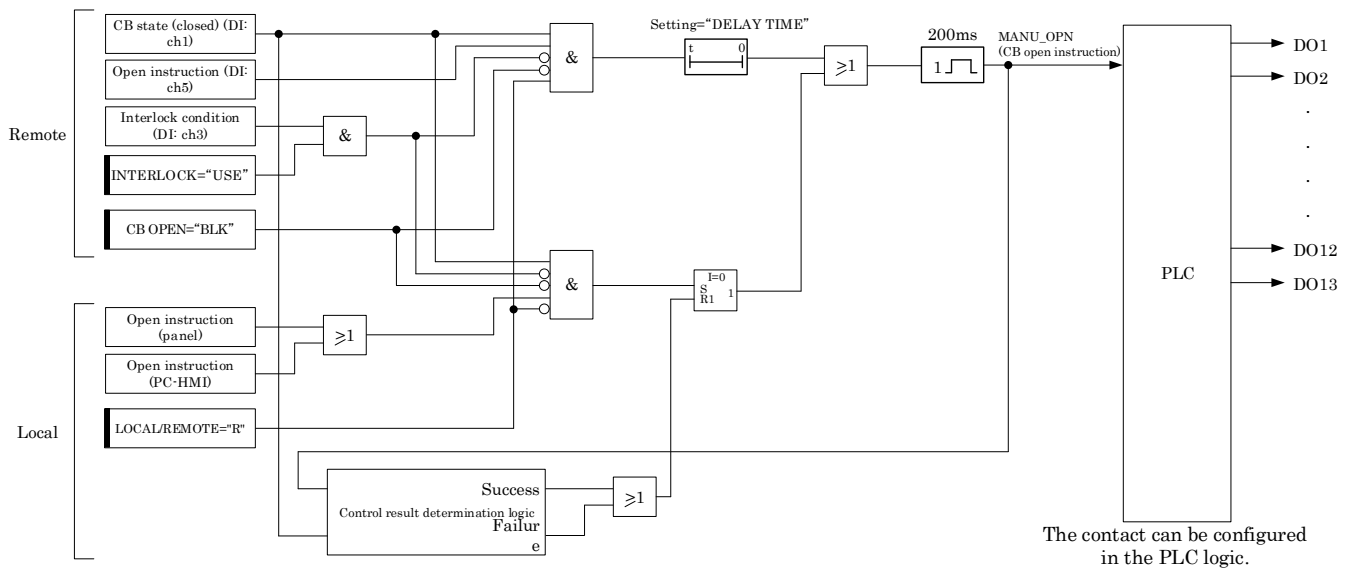 Remote
CB state (closed) (DI:
ch1)
Open instruction (DI:
ch5)
Interlock condition
(DI: ch3)
INTERLOCK=“USE”
CB OPEN=“BLK”
&
&
Setting=“DELAY TIME”
t 0
≥1
200ms
1
MANU_OPN
(CB open instruction)
PLC
DO1
DO2
.
.
.
.
DO12
DO13
Local
Open instruction
(panel)
Open instruction
(PC-HMI)
LOCAL/REMOTE="R"
≥1
&
I=0
S
R1 1
Success
Control result determination logic
Failur
e
≥1
The contact can be configured
in the PLC logic.